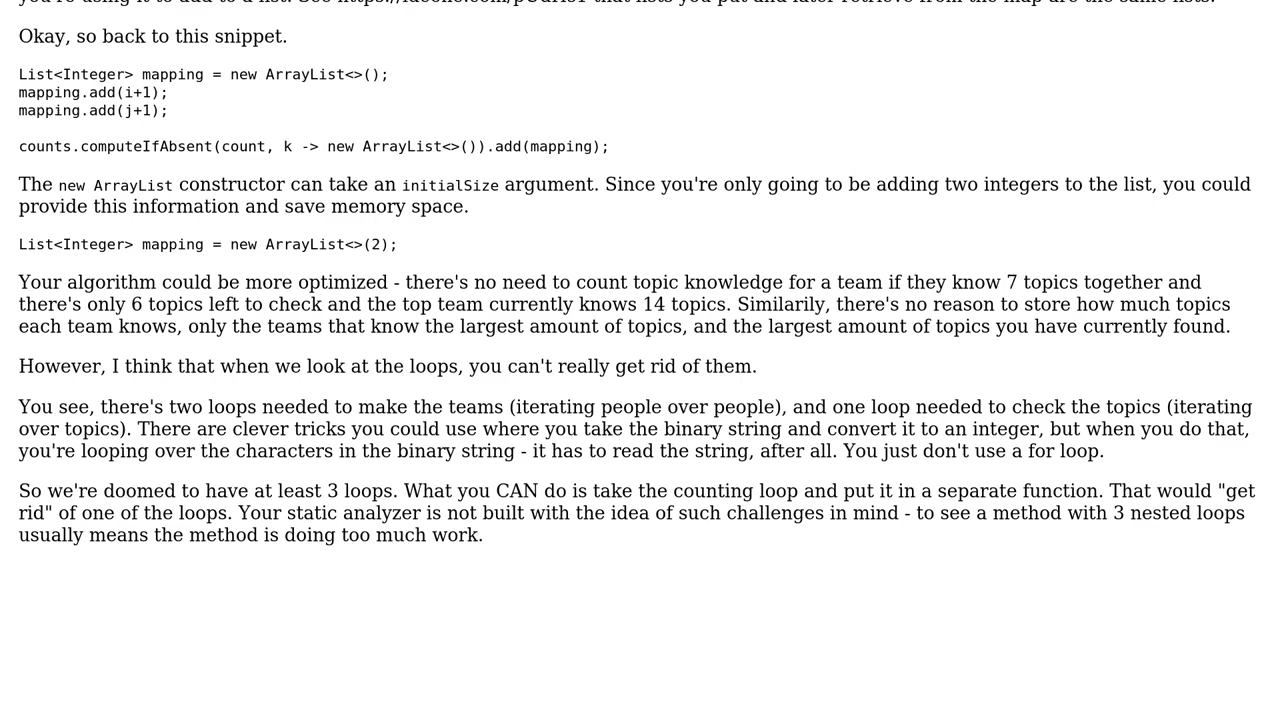 Okay, so back to this snippet.
List<Integer> mapping = new ArrayList<>();
mapping.add(i+1);
mapping.add(j+1);
counts.computeIfAbsent(count, k -> new ArrayList<>()).add(mapping);
The new ArrayList constructor can take an initialSize argument. Since you're only going to be adding two integers to the list, you could
provide this information and save memory space.
List<Integer> mapping = new ArrayList<>(2);
Your algorithm could be more optimized - there's no need to count topic knowledge for a team if they know 7 topics together and
there's only 6 topics left to check and the top team currently knows 14 topics. Similarily, there's no reason to store how much topics
each team knows, only the teams that know the largest amount of topics, and the largest amount of topics you have currently found.
However, I think that when we look at the loops, you can't really get rid of them.
You see, there's two loops needed to make the teams (iterating people over people), and one loop needed to check the topics (iterating
over topics). There are clever tricks you could use where you take the binary string and convert it to an integer, but when you do that,
you're looping over the characters in the binary string - it has to read the string, after all. You just don't use a for loop.
So we're doomed to have at least 3 loops. What you CAN do is take the counting loop and put it in a separate function. That would "get
rid" of one of the loops. Your static analyzer is not built with the idea of such challenges in mind - to see a method with 3 nested loops
usually means the method is doing too much work.